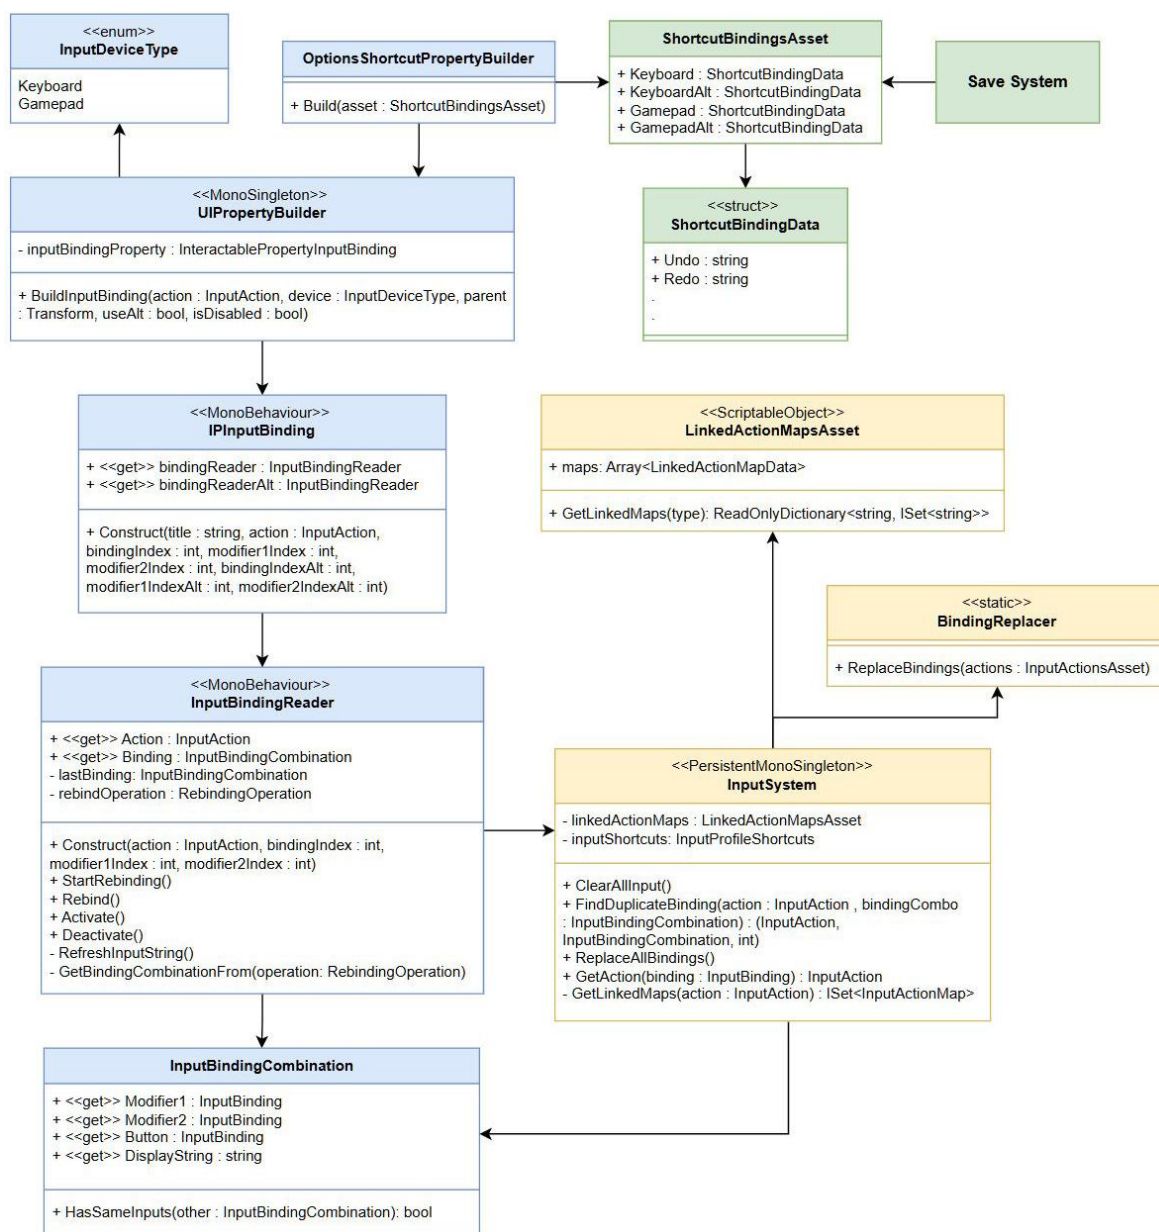 <<enum>>
InputDeviceType
Keyboard
Gamepad
OptionsShortcutPropertyBuilder
+ Build(asset : ShortcutBindingsAsset)
ShortcutBindingsAsset
+ Keyboard : ShortcutBindingData
+ KeyboardAlt : ShortcutBindingData
+ Gamepad : ShortcutBindingData
+ GamepadAlt : ShortcutBindingData
Save System
<<MonoSingleton>>
UIPropertyBuilder
- inputBindingProperty : InteractablePropertyInputBinding
+ BuildInputBinding(action : InputAction, device : InputDeviceType, parent
: Transform, useAlt : bool, isDisabled : bool)
<<struct>>
ShortcutBindingData
+ Undo : string
+ Redo : string
.
.
<<MonoBehaviour>>
IPInputBinding
+ <<get>> bindingReader : InputBindingReader
+ <<get>> bindingReaderAlt : InputBindingReader
+ Construct(title : string, action : InputAction,
bindingIndex : int, modifier1Index : int,
modifier2Index : int, bindingIndexAlt : int,
modifier1IndexAlt : int, modifier2IndexAlt : int)
<<ScriptableObject>>
LinkedActionMapsAsset
+ maps: Array<LinkedActionMapData>
+ GetLinkedMaps(type): ReadOnlyDictionary<string, ISet<string>>
<<static>>
BindingReplacer
+ ReplaceBindings(actions : InputActionsAsset)
<<MonoBehaviour>>
InputBindingReader
+ <<get>> Action : InputAction
+ <<get>> Binding : InputBindingCombination
- lastBinding: InputBindingCombination
- rebindOperation : RebindingOperation
+ Construct(action : InputAction, bindingIndex : int,
modifier1Index : int, modifier2Index : int)
+ StartRebinding()
+ Rebind()
+ Activate()
+ Deactivate()
- RefreshInputString()
- GetBindingCombinationFrom(operation: RebindingOperation)
<<PersistentMonoSingleton>>
InputSystem
- linkedActionMaps : LinkedActionMapsAsset
- inputShortcuts: InputProfileShortcuts
+ ClearAllInput()
+ FindDuplicateBinding(action : InputAction , bindingCombo
: InputBindingCombination) : (InputAction,
InputBindingCombination, int)
+ ReplaceAllBindings()
+ GetAction(binding : InputBinding) : InputAction
- GetLinkedMaps(action : InputAction) : ISet<InputActionMap>
InputBindingCombination
+ <<get>> Modifier1 : InputBinding
+ <<get>> Modifier2 : InputBinding
+ <<get>> Button : InputBinding
+ <<get>> DisplayString : string
+ HasSameInputs(other : InputBindingCombination): bool